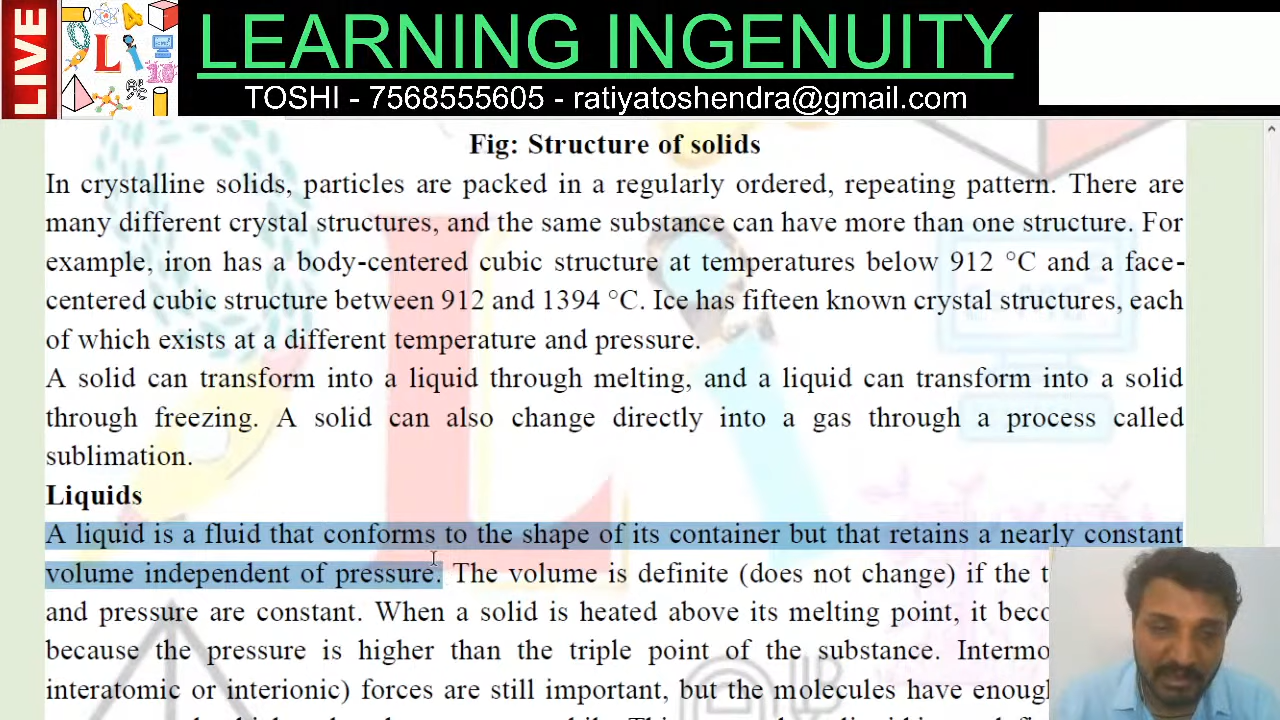 LIVE
LEARNING INGENUITY
TOSHI - 7568555605 - ratiyatoshendra@gmail.com
Fig: Structure of solids
In crystalline solids, particles are packed in a regularly ordered, repeating pattern. There are
many different crystal structures, and the same substance can have more than one structure. For
example, iron has a body-centered cubic structure at temperatures below 912 °C and a face-
centered cubic structure between 912 and 1394 °C. Ice has fifteen known crystal structures, each
of which exists at a different temperature and pressure.
A solid can transform into a liquid through melting, and a liquid can transform into a solid
through freezing. A solid can also change directly into a gas through a process called
sublimation.
Liquids
A liquid is a fluid that conforms to the shape of its container but that retains a nearly constant
volume independent of pressure. The volume is definite (does not change) if the
and pressure are constant. When a solid is heated above its melting point, it
because the pressure is higher than the triple point of the substance.
interatomic or interionic) forces are still important, but the molecules have